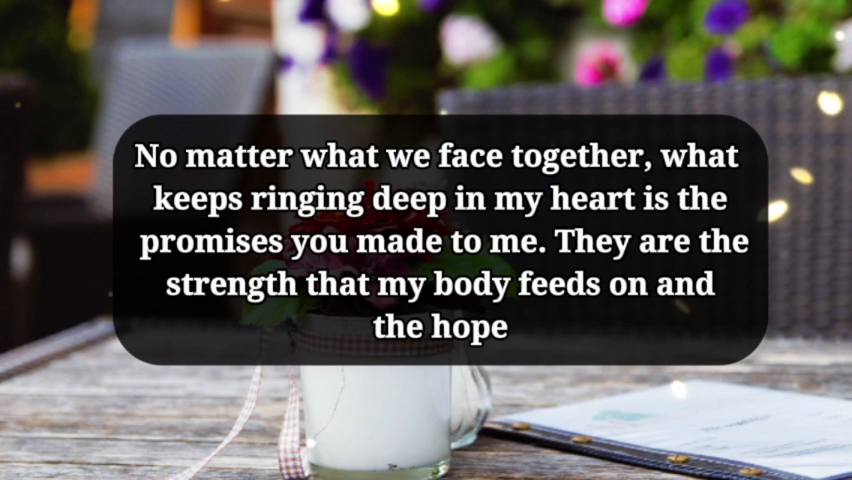 No matter what we face together, what
keeps ringing deep in my heart is the
promises you made to me. They are the
strength that my body feeds on and
the hope